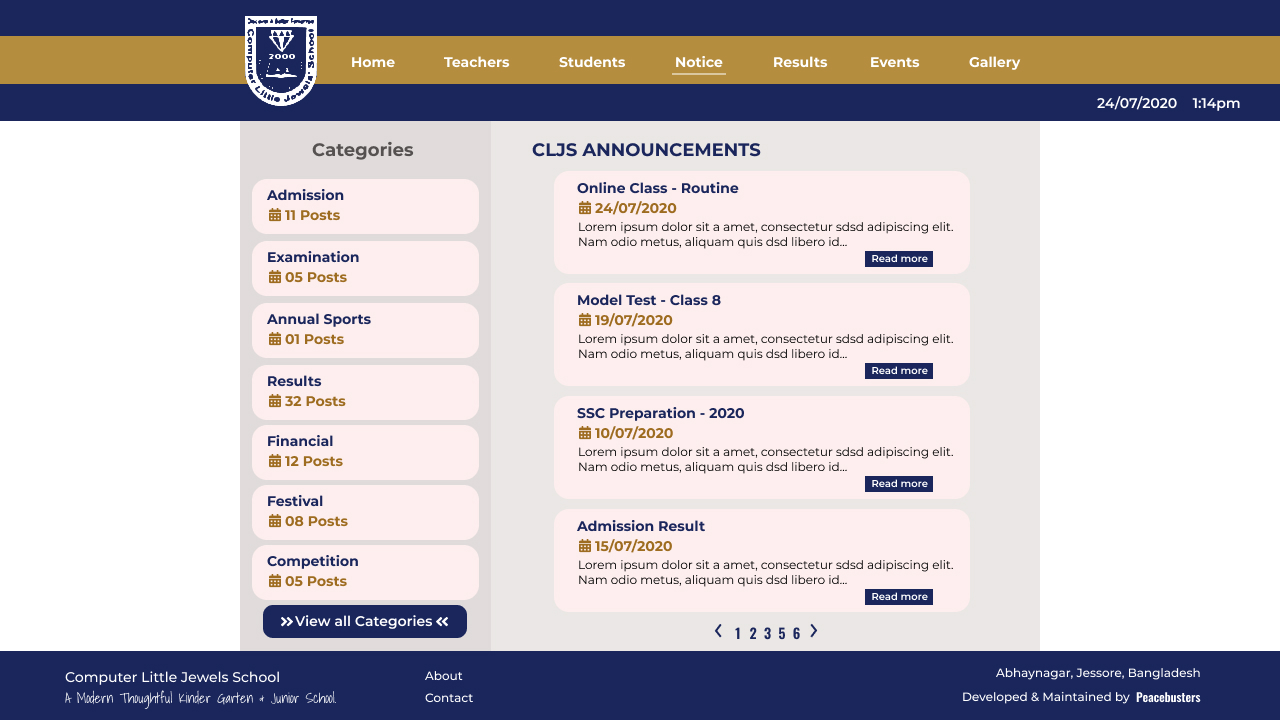 2000
Computer Little Jewels' School
Home Teachers Students Notice Results Events Gallery
24/07/2020 1:14pm
Categories
Admission
11 Posts
Examination
05 Posts
Annual Sports
01 Posts
Results
32 Posts
Financial
12 Posts
Festival
08 Posts
Competition
05 Posts
View all Categories
CLJS ANNOUNCEMENTS
Online Class - Routine
24/07/2020
Lorem ipsum dolor sit a amet, consectetur sdsd adipiscing elit.
Nam odio metus, aliquam quis dsd libero id...
Read more
Model Test - Class 8
19/07/2020
Lorem ipsum dolor sit a amet, consectetur sdsd adipiscing elit.
Nam odio metus, aliquam quis dsd libero id...
Read more
SSC Preparation - 2020
10/07/2020
Lorem ipsum dolor sit a amet, consectetur sdsd adipiscing elit.
Nam odio metus, aliquam quis dsd libero id...
Read more
Admission Result
15/07/2020
Lorem ipsum dolor sit a amet, consectetur sdsd adipiscing elit.
Nam odio metus, aliquam quis dsd libero id...
Read more
1 2 3 5 6
Computer Little Jewels School
A Modern Thoughtful Kinder Garten & Junior School.
About
Contact
Abhaynagar, Jessore, Bangladesh
Developed & Maintained by Peacebusters